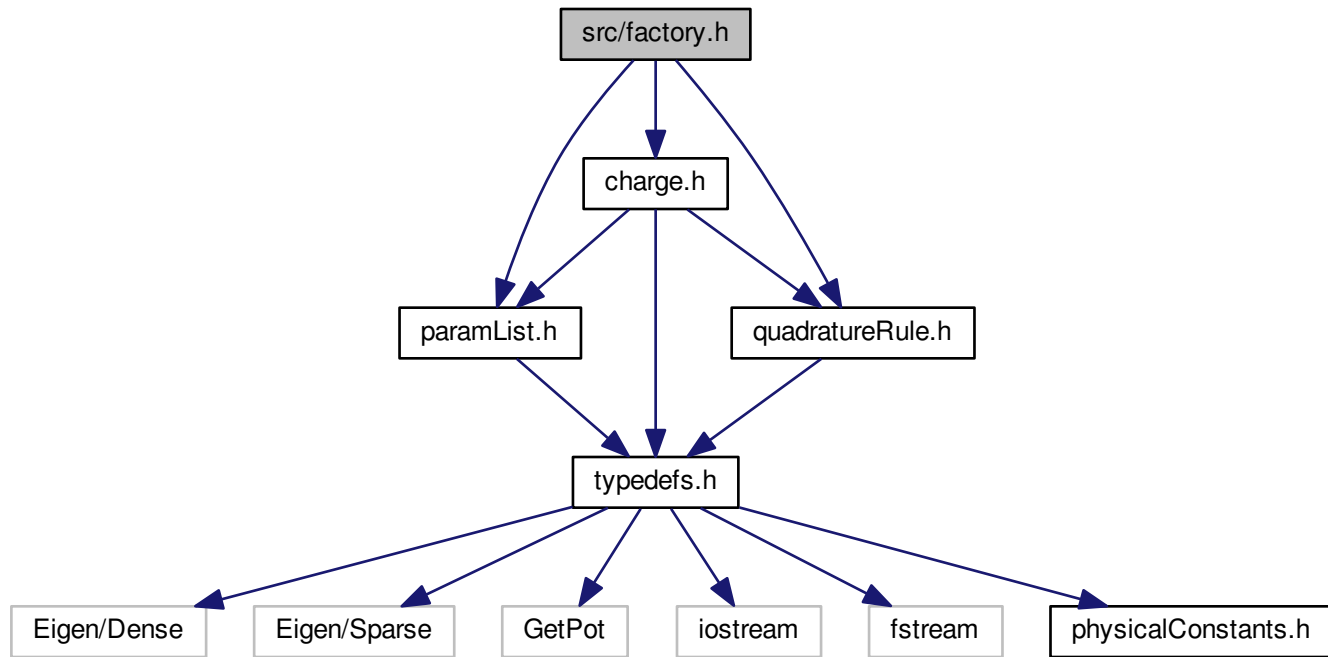 src/factory.h
charge.h
paramList.h
quadratureRule.h
typedefs.h
Eigen/Dense
Eigen/Sparse
GetPot
iostream
fstream
physicalConstants.h